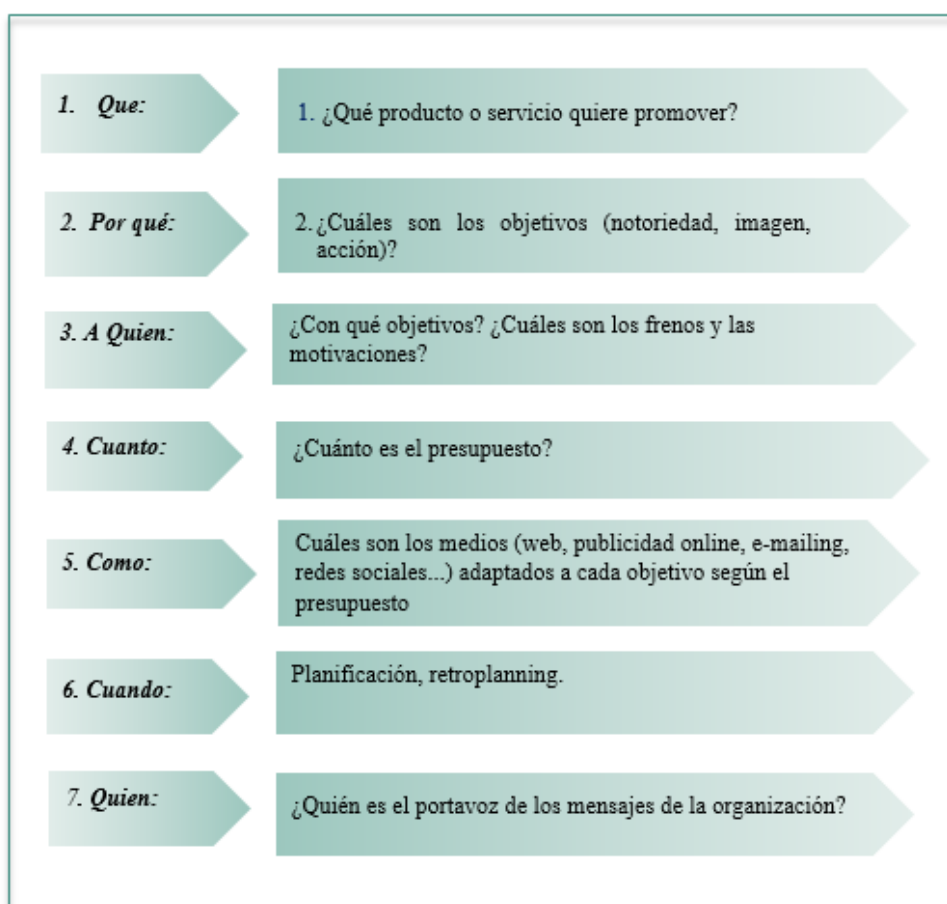 1. Que:
1. ¿Qué producto o servicio quiere promover?
2. Por qué:
2. ¿Cuáles son los objetivos (notoriedad, imagen,
acción)?
3. A Quien:
¿Con qué objetivos? ¿Cuáles son los frenos y las
motivaciones?
4. Cuanto:
¿Cuánto es el presupuesto?
5. Como:
Cuáles son los medios (web, publicidad online, e-mailing,
redes sociales...) adaptados a cada objetivo según el
presupuesto
6. Cuando:
Planificación, retroplanning.
7. Quien:
¿Quién es el portavoz de los mensajes de la organización?